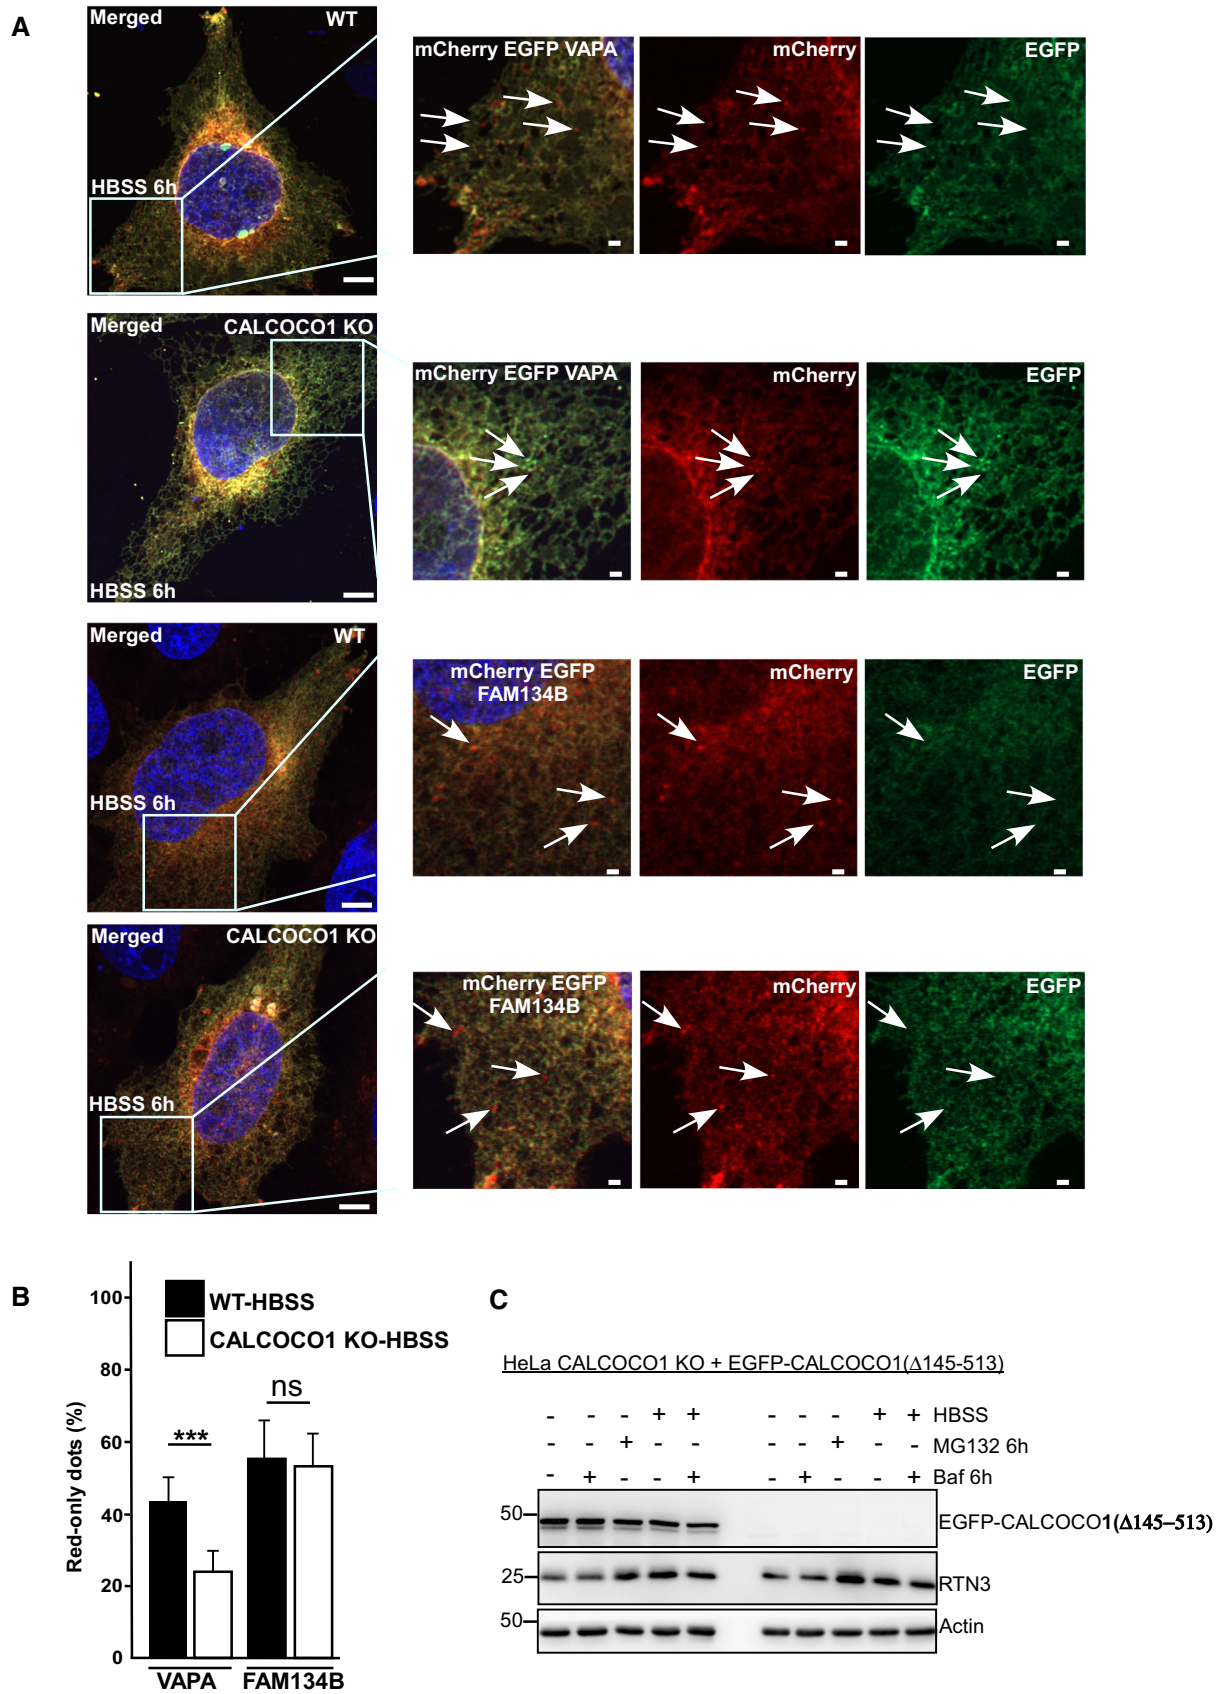 A
Merged WT
HBSS 6h
mCherry EGFP VAPA
mCherry
EGFP
Merged CALCOCO1 KO
HBSS 6h
mCherry EGFP VAPA
mCherry
EGFP
Merged WT
HBSS 6h
mCherry EGFP
FAM134B
mCherry
EGFP
Merged CALCOCO1 KO
HBSS 6h
mCherry EGFP
FAM134B
mCherry
EGFP
B
WT-HBSS
CALCOCO1 KO-HBSS
Red-only dots (%)
100
80
60
40
20
0
***
ns
VAPA FAM134B
C
HeLa CALCOCO1 KO + EGFP-CALCOCO1(Δ145-513)
- - - + + - - - + + HBSS
- - + - - - - + - - MG132 6h
- + - - + - + - - + Baf 6h
50 EGFP-CALCOCO1(Δ145–513)
25 RTN3
50 Actin